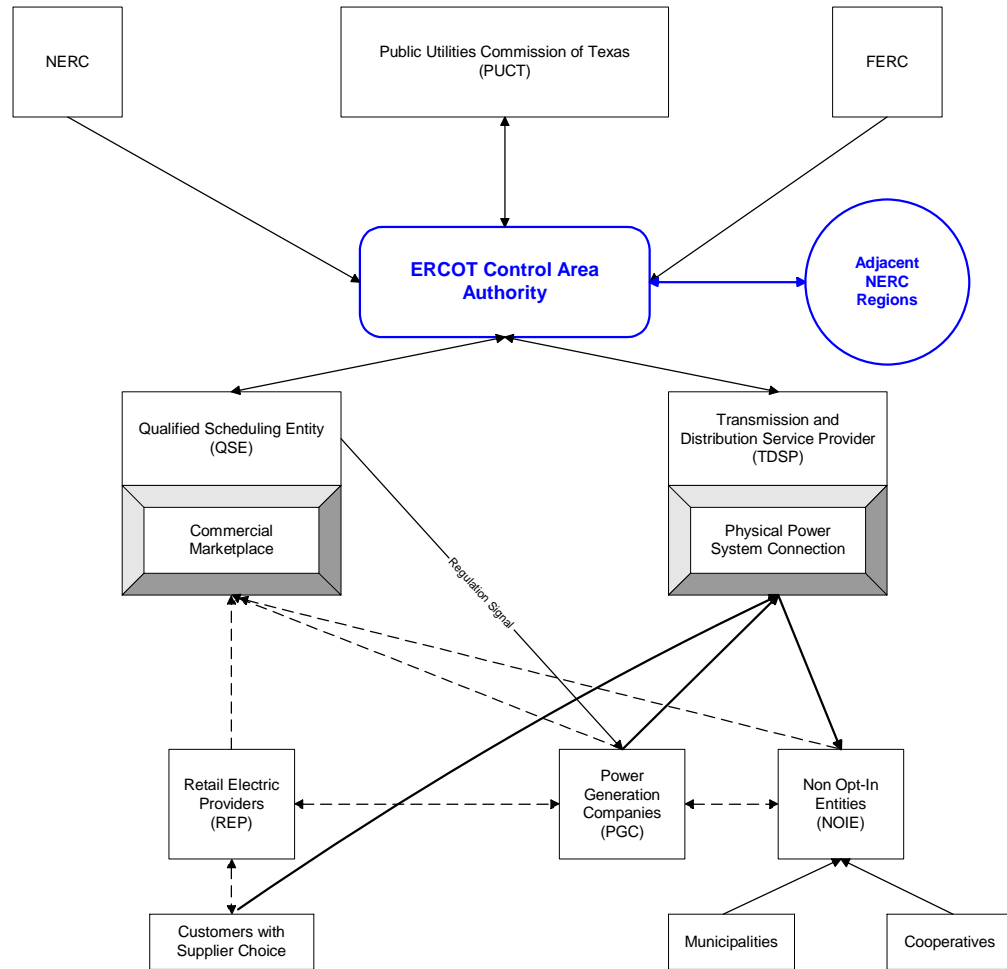 NERC
Public Utilities Commission of Texas
(PUCT)
FERC
ERCOT Control Area
Authority
Adjacent
NERC
Regions
Qualified Scheduling Entity
(QSE)
Transmission and
Distribution Service Provider
(TDSP)
Commercial
Marketplace
Physical Power
System Connection
Regulation Signal
Retail Electric
Providers
(REP)
Power
Generation
Companies
(PGC)
Non Opt-In
Entities
(NOIE)
Customers with
Supplier Choice
Municipalities
Cooperatives